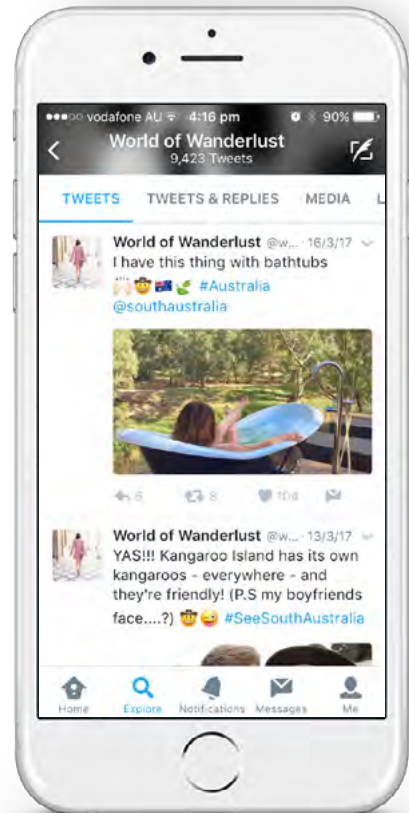 vodafone AU 4:16 pm 90%
World of Wanderlust
9,423 Tweets
TWEETS TWEETS & REPLIES MEDIA L
World of Wanderlust @w... · 16/3/17
I have this thing with bathtubs
🙌🏻🤠🇦🇺🌿 #Australia
@southaustralia
6 8 104
World of Wanderlust @w... · 13/3/17
YAS!!! Kangaroo Island has its own
kangaroos - everywhere - and
they're friendly! (P.S my boyfriends
face....?) 🤠😜 #SeeSouthAustralia
Home Explore Notifications Messages Me